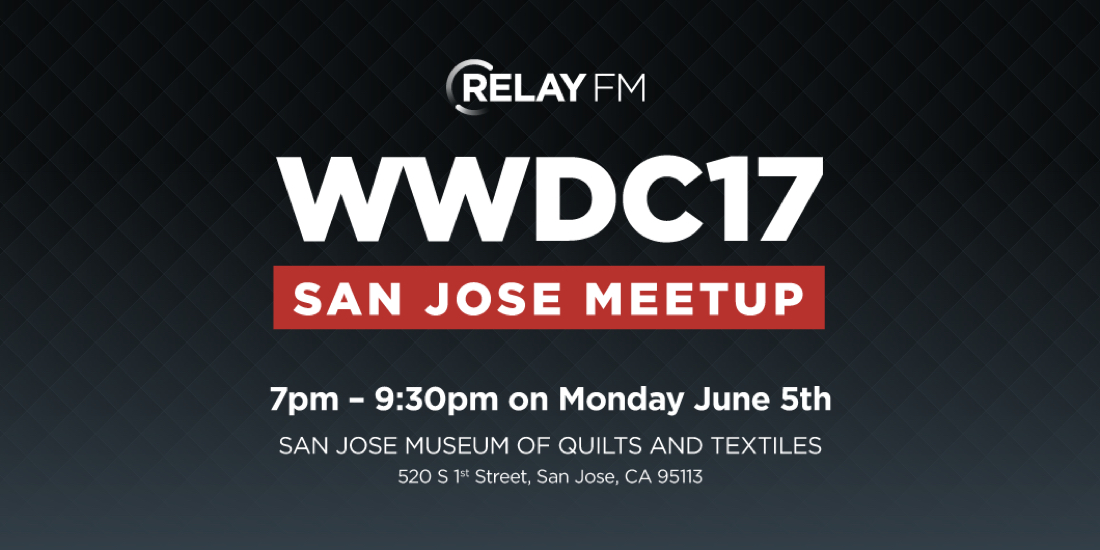 RELAY FM
WWDC17
SAN JOSE MEETUP
7pm – 9:30pm on Monday June 5th
SAN JOSE MUSEUM OF QUILTS AND TEXTILES
520 S 1st Street, San Jose, CA 95113